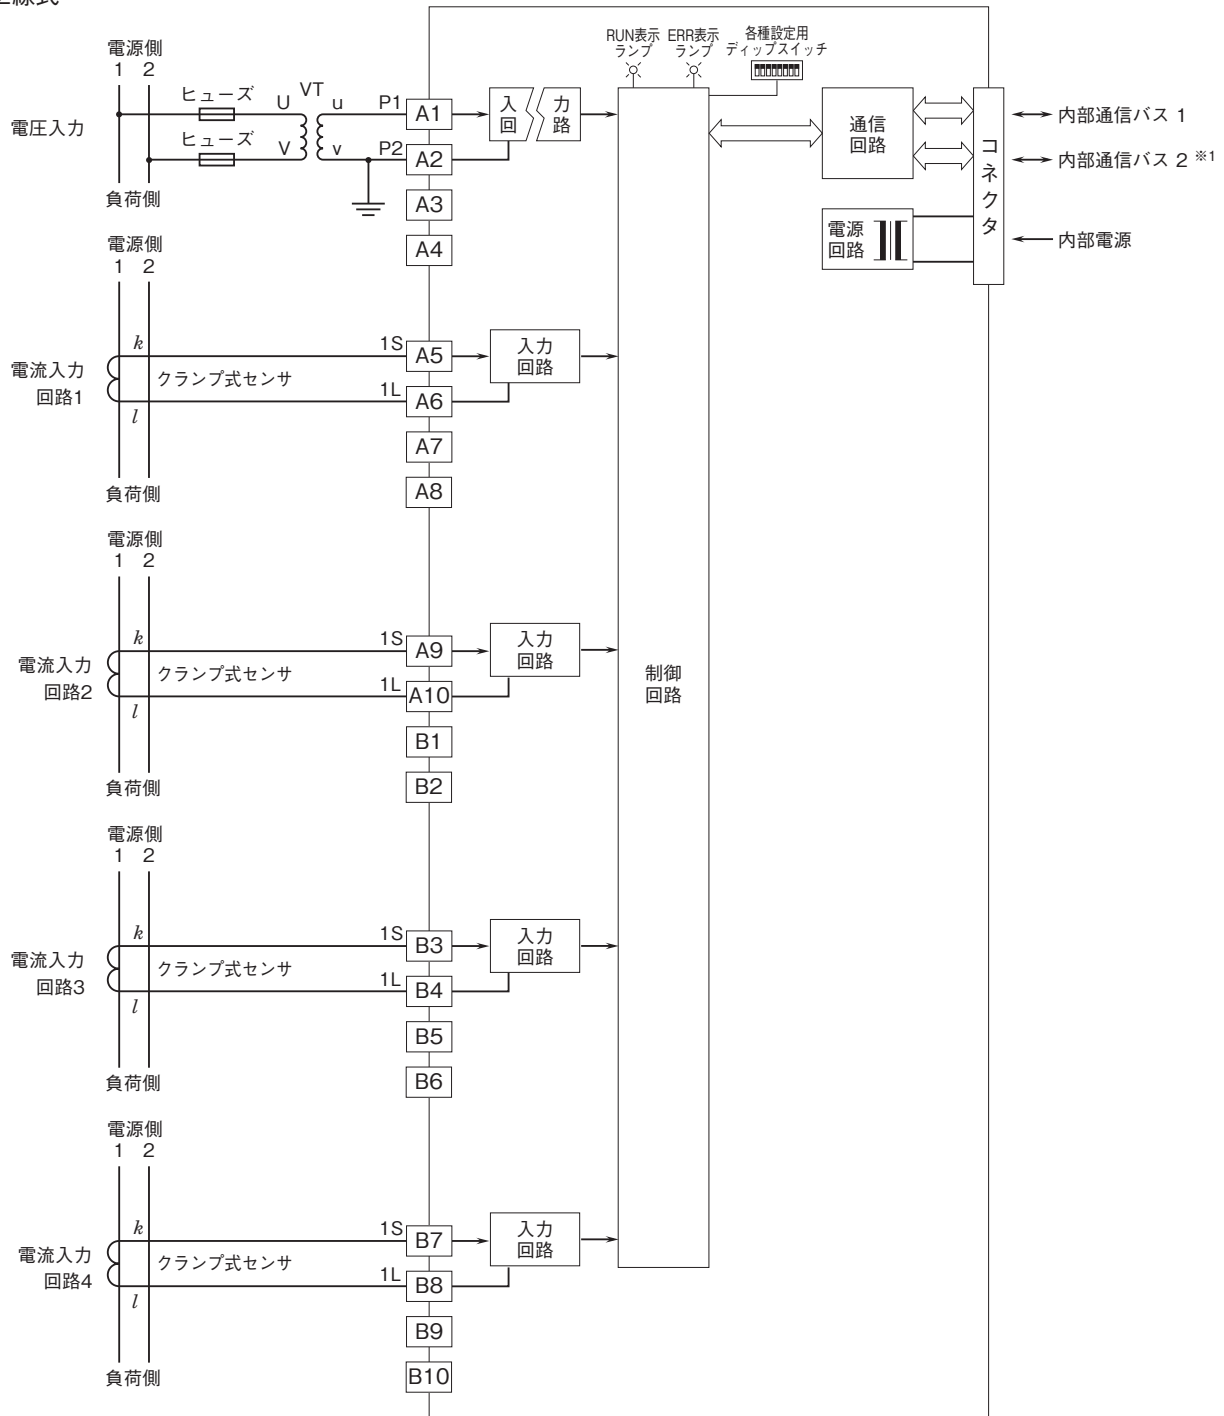 線式
RUN表示
ランプ
ERR表示
ランプ
各種設定用
ディップスイッチ
電源側
1 2
電圧入力
ヒューズ
U VT u P1 A1
入
回
力
路
ヒューズ
V v P2 A2
負荷側
A3
A4
通信
回路
コネクタ
内部通信バス 1
内部通信バス 2 ※1
電源
回路
内部電源
制御
回路
電源側
1 2
電流入力
回路1
k
クランプ式センサ
l
1S A5
1L A6
入力
回路
A7
A8
負荷側
電源側
1 2
電流入力
回路2
k
クランプ式センサ
l
1S A9
1L A10
入力
回路
B1
B2
負荷側
電源側
1 2
電流入力
回路3
k
クランプ式センサ
l
1S B3
1L B4
入力
回路
B5
B6
負荷側
電源側
1 2
電流入力
回路4
k
クランプ式センサ
l
1S B7
1L B8
入力
回路
B9
B10
負荷側